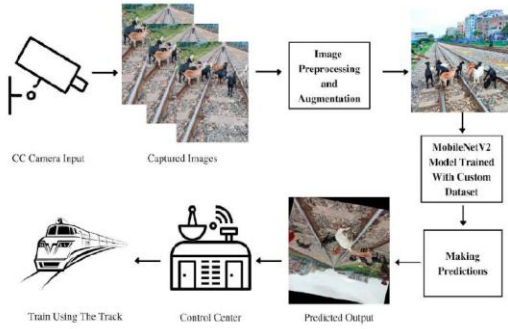 Image
Preprocessing
and
Augmentation
CC Camera Input
Captured Images
MobileNetV2
Model Trained
With Custom
Dataset
Making
Predictions
Train Using The Track
Control Center
Predicted Output